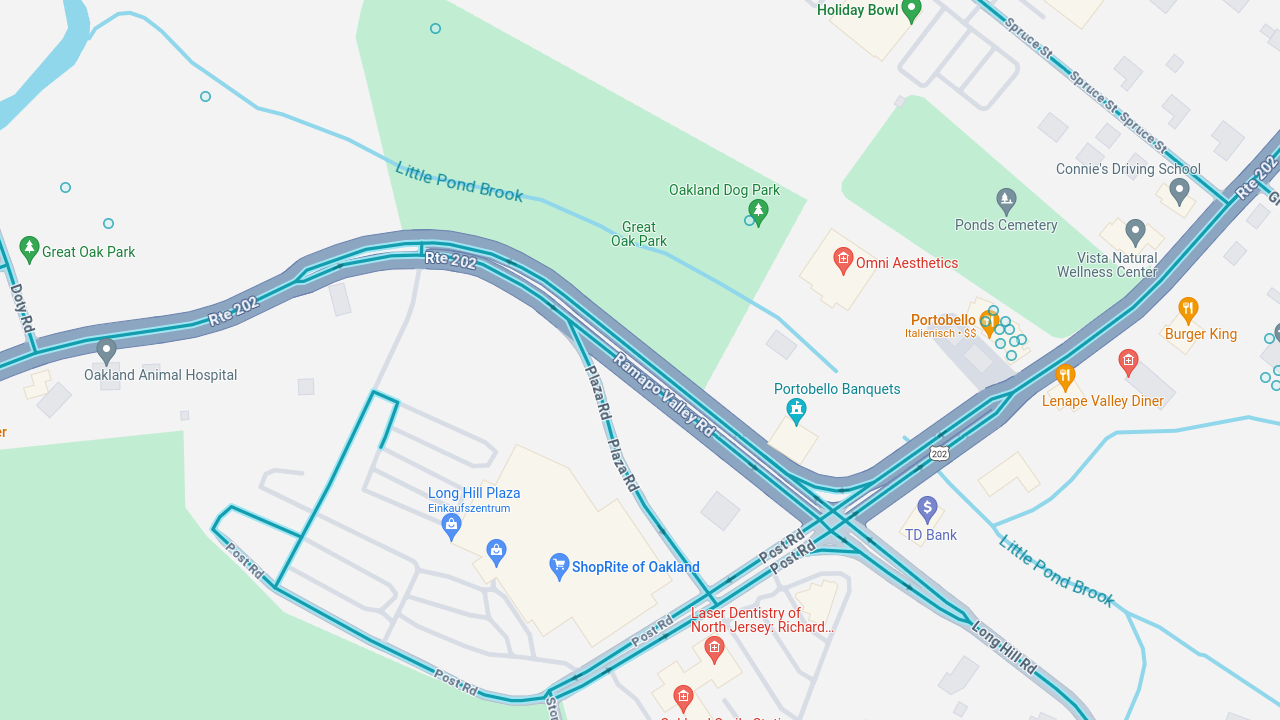 Holiday Bowl
Spruce St
Spruce St
Spruce St
Rte 202
Connie's Driving School
Little Pond Brook
Oakland Dog Park
Great
Oak Park
Ponds Cemetery
Great Oak Park
Omni Aesthetics
Vista Natural
Wellness Center
Rte 202
Doty Rd
Rte 202
Portobello
Italienisch • $$
Burger King
Oakland Animal Hospital
Ramapo Valley Rd
Plaza Rd
Portobello Banquets
Lenape Valley Diner
Plaza Rd
202
Long Hill Plaza
Einkaufszentrum
TD Bank
Post Rd
Post Rd
Post Rd
ShopRite of Oakland
Little Pond Brook
Laser Dentistry of
North Jersey: Richard...
Post Rd
Long Hill Rd
Post Rd